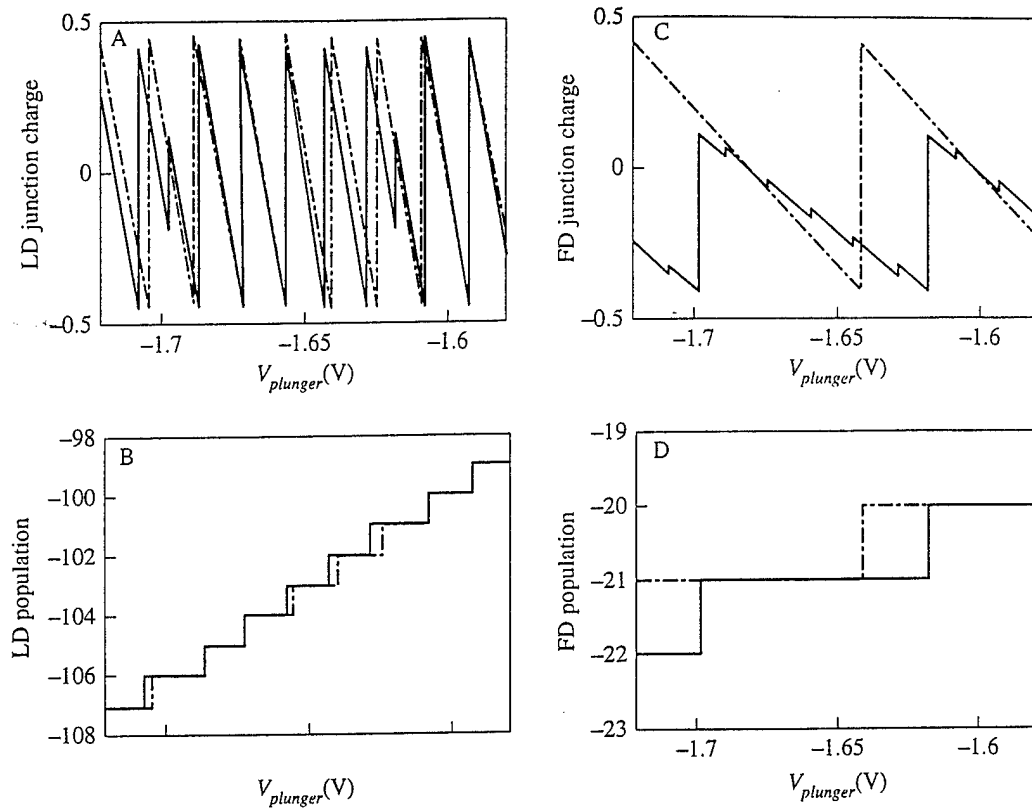 A
LD junction charge
0.5
0
–0.5
–1.7
–1.65
–1.6
V_plunger(V)
C
FD junction charge
0.5
0
–0.5
–1.7
–1.65
–1.6
V_plunger(V)
B
LD population
–98
–100
–102
–104
–106
–108
V_plunger(V)
D
FD population
–19
–20
–21
–22
–23
–1.7
–1.65
–1.6
V_plunger(V)